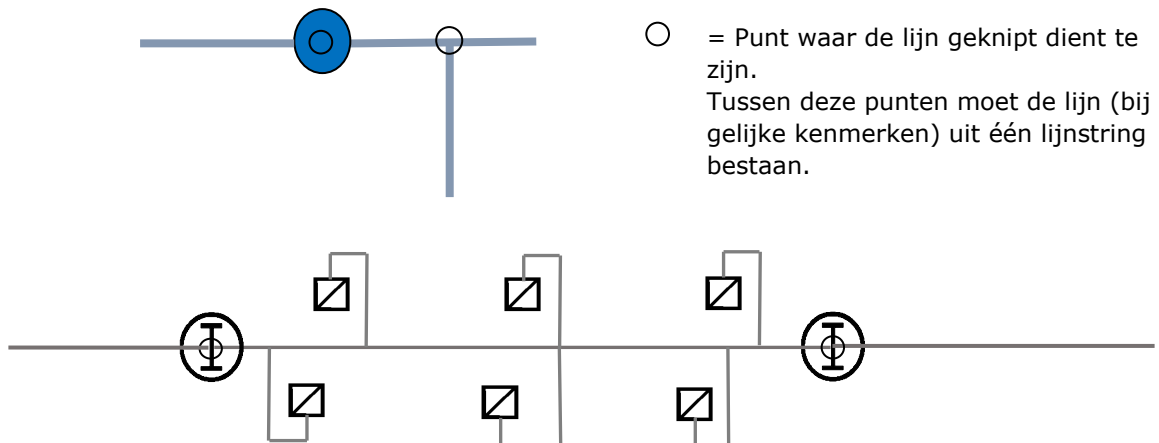 = Punt waar de lijn geknipt dient te
zijn.
Tussen deze punten moet de lijn (bij
gelijke kenmerken) uit één lijnstring
bestaan.